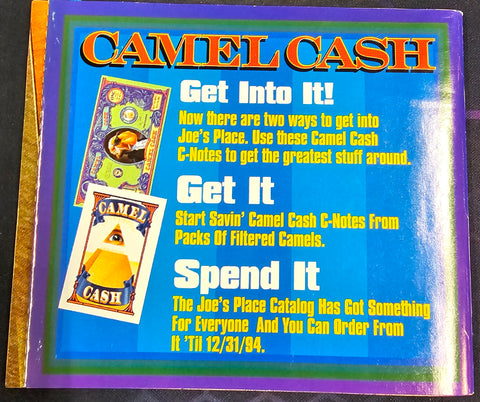 CAMEL CASH
Get Into It!
Now there are two ways to get into
Joe's Place. Use these Camel Cash
C-Notes to get the greatest stuff around.
Get It
Start Savin' Camel Cash C-Notes From
Packs Of Filtered Camels.
CAMEL
CASH
Spend It
The Joe's Place Catalog Has Got Something
For Everyone And You Can Order From
It 'Til 12/31/94.